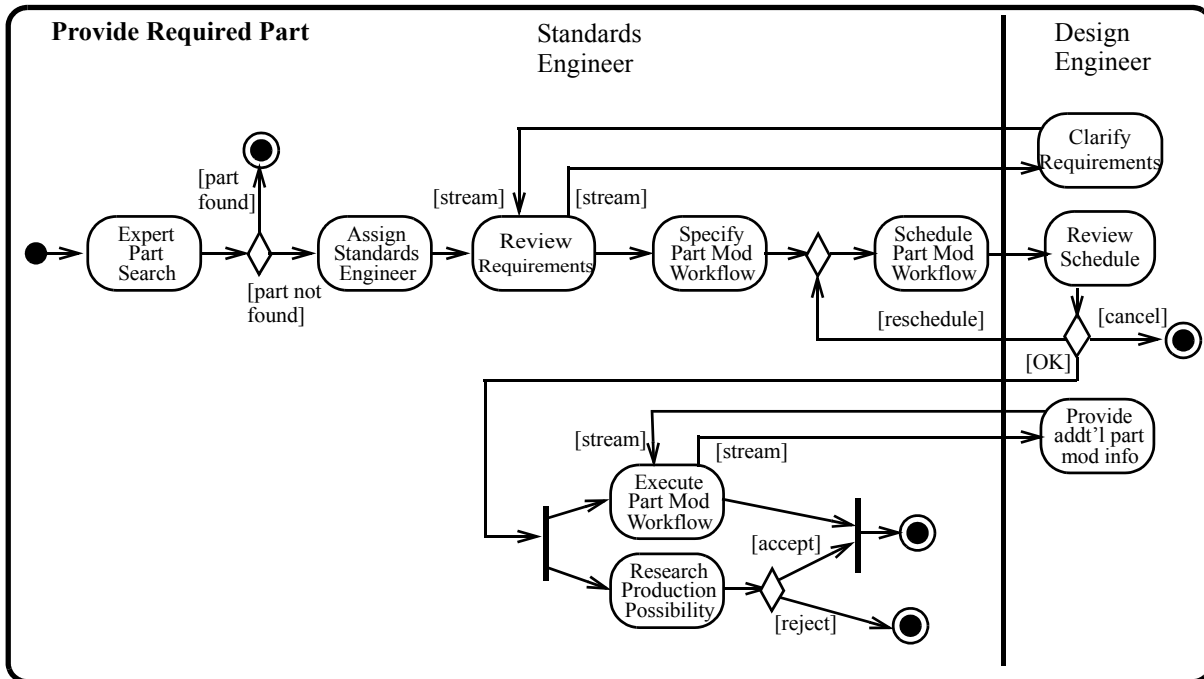 Provide Required Part
Standards
Engineer
Design
Engineer
Clarify
Requirements
[part
found]
[stream]
[stream]
Expert
Part
Search
Assign
Standards
Engineer
Review
Requirements
Specify
Part Mod
Workflow
Schedule
Part Mod
Workflow
Review
Schedule
[part not
found]
[reschedule]
[cancel]
[OK]
Provide
addt’l part
mod info
[stream]
[stream]
Execute
Part Mod
Workflow
[accept]
Research
Production
Possibility
[reject]